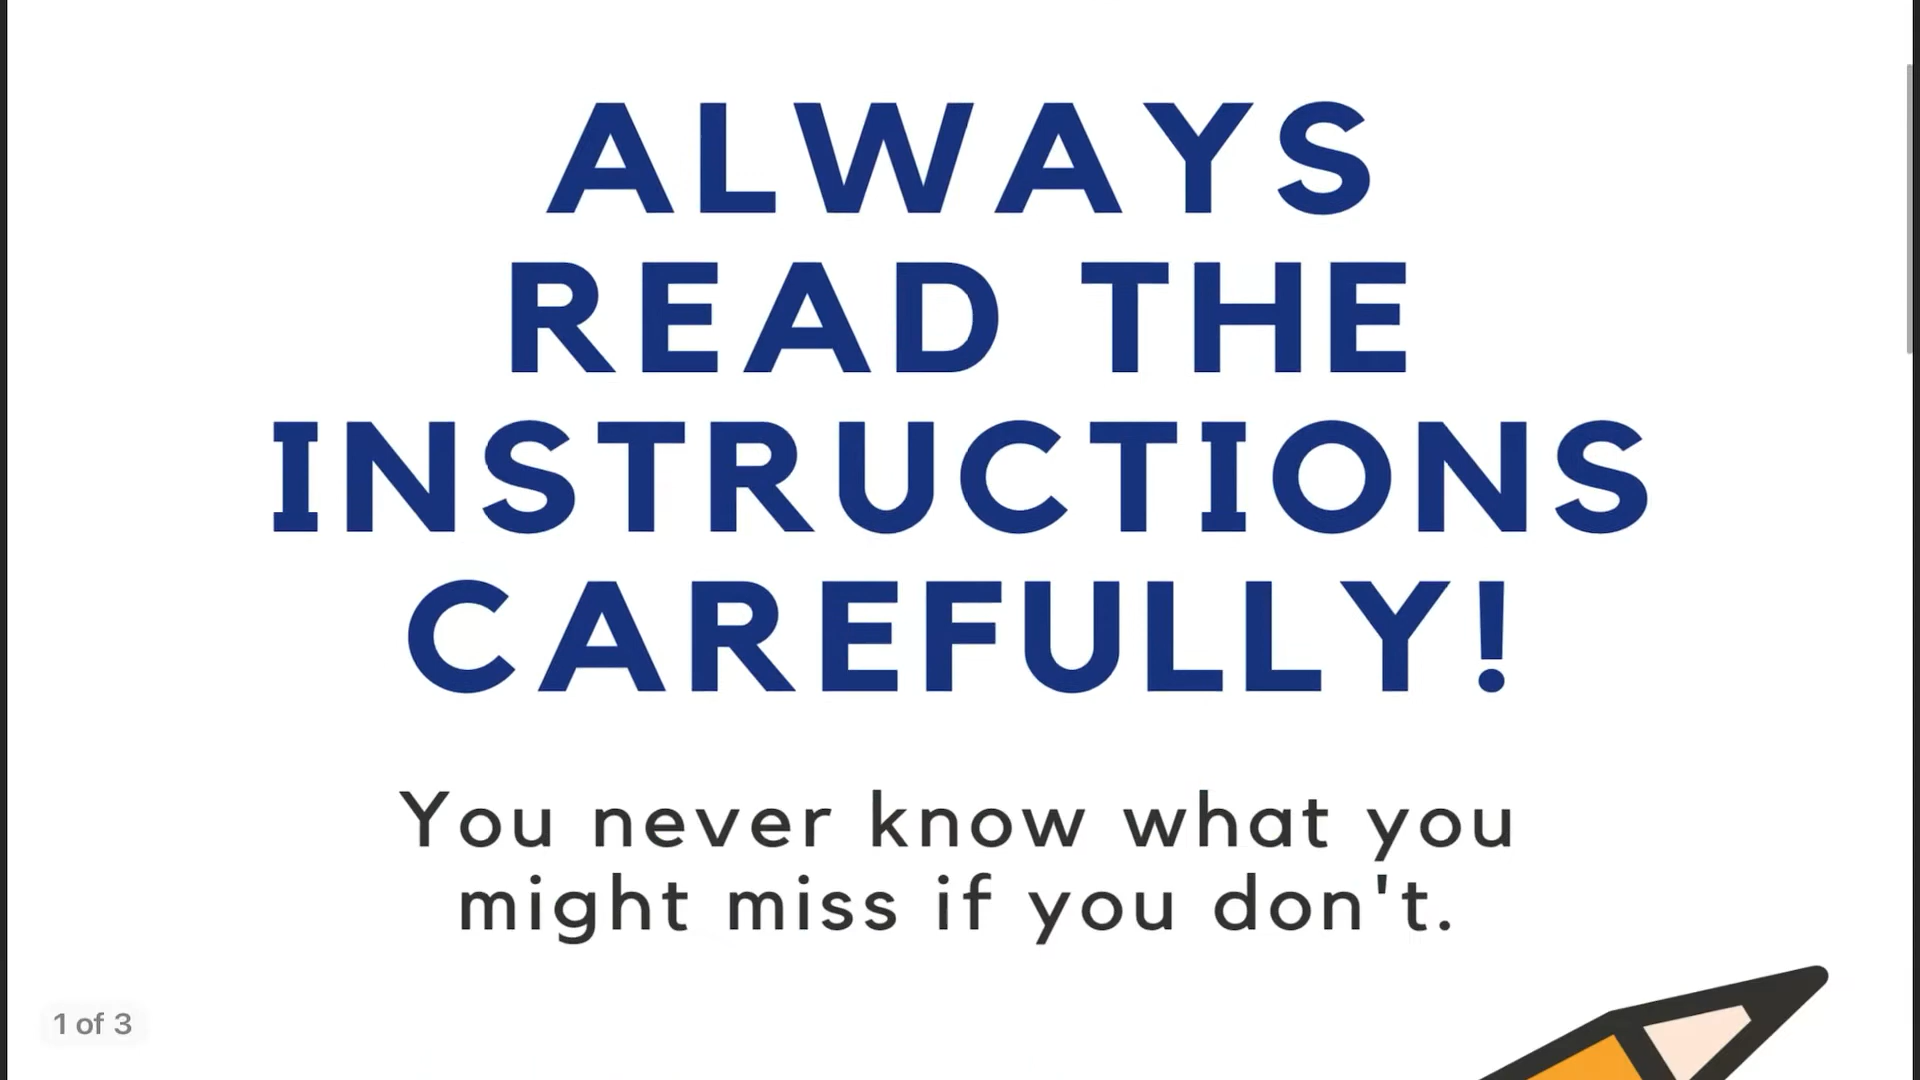 ALWAYS
READ THE
INSTRUCTIONS
CAREFULLY!
You never know what you
might miss if you don't.
1 of 3